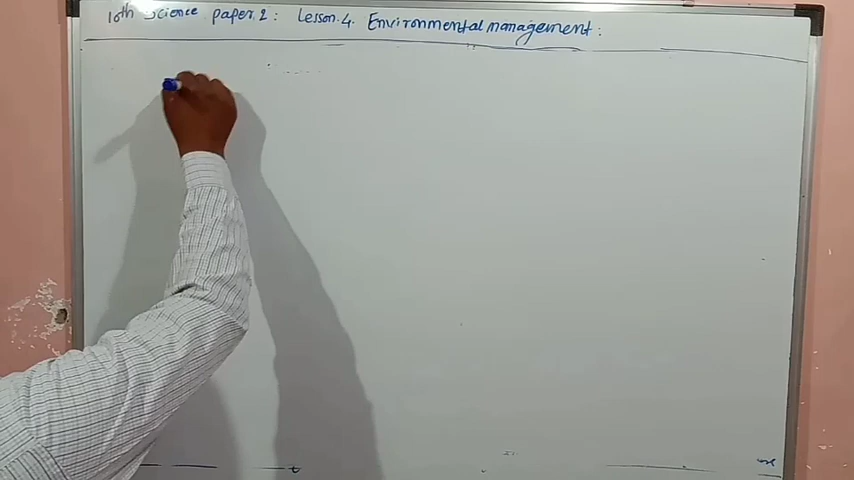 10th Science paper 2 : Lesson.4. Environmental management :